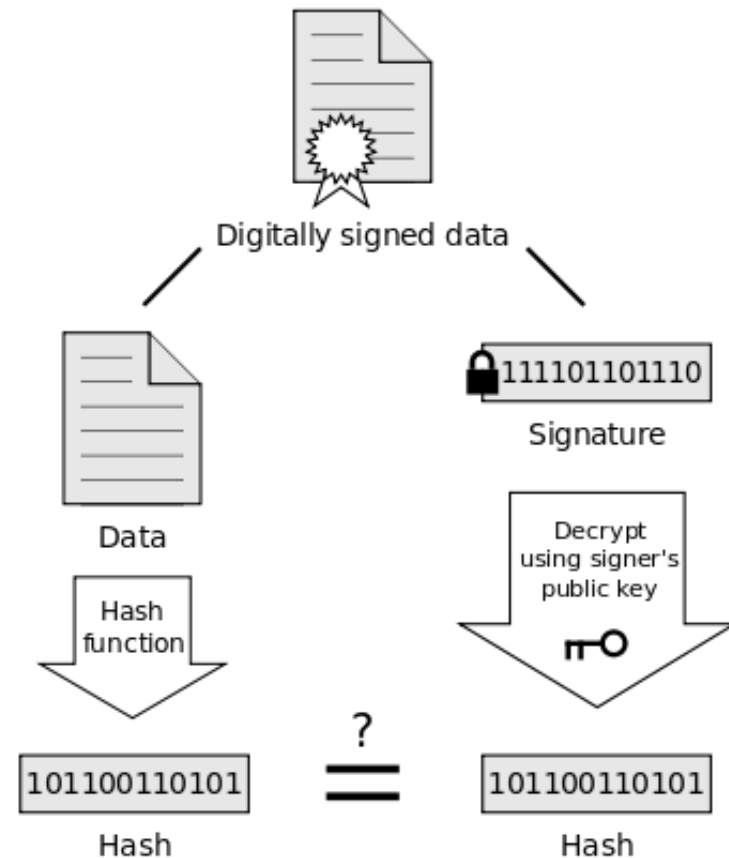 Digitally signed data
111101101110
Signature
Data
Decrypt
using signer's
public key
Hash
function
?
=
101100110101
101100110101
Hash
Hash